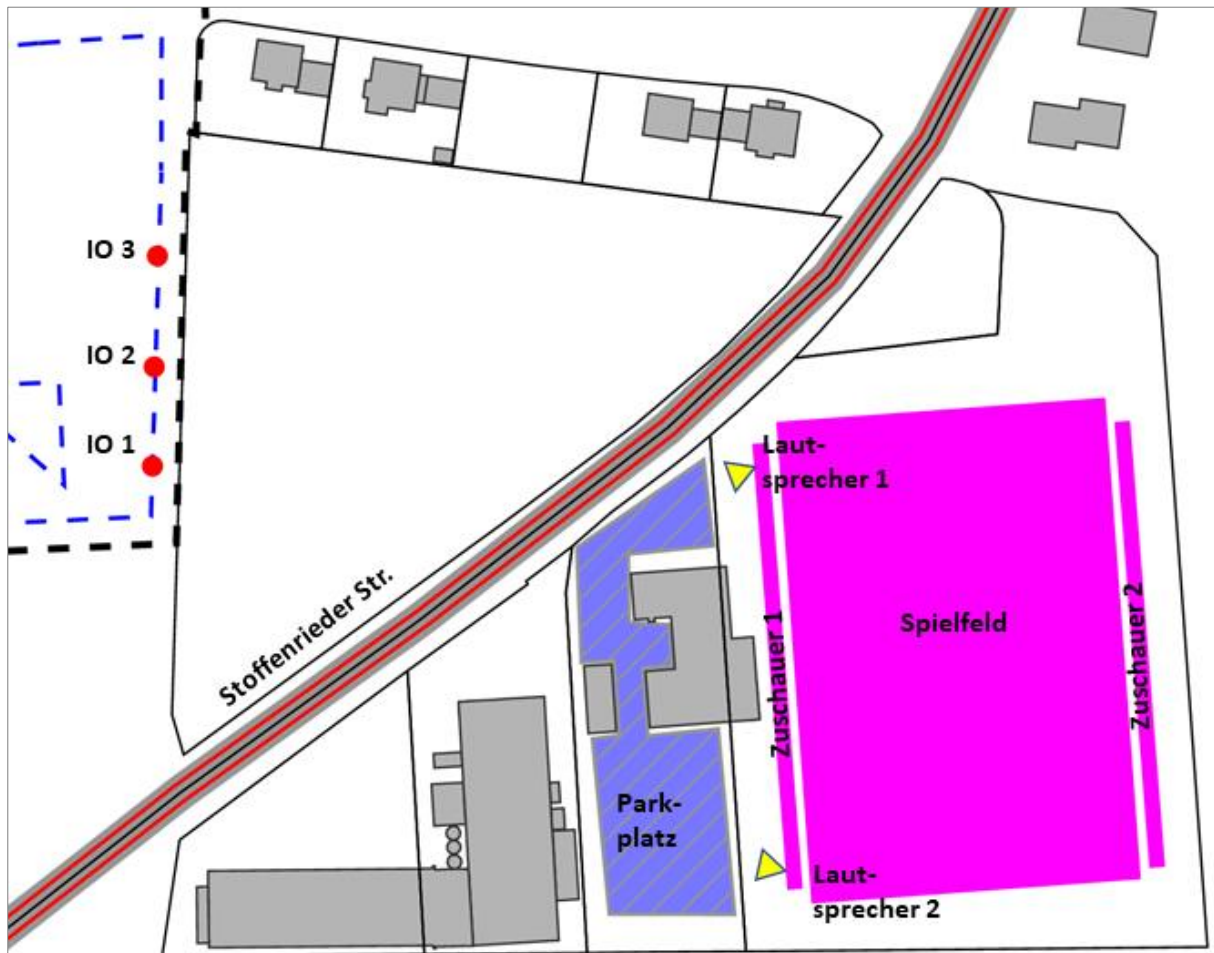 IO 3
IO 2
IO 1
Laut-
sprecher 1
Stoffenrieder Str.
Zuschauer 1
Spielfeld
Zuschauer 2
Park-
platz
Laut-
sprecher 2